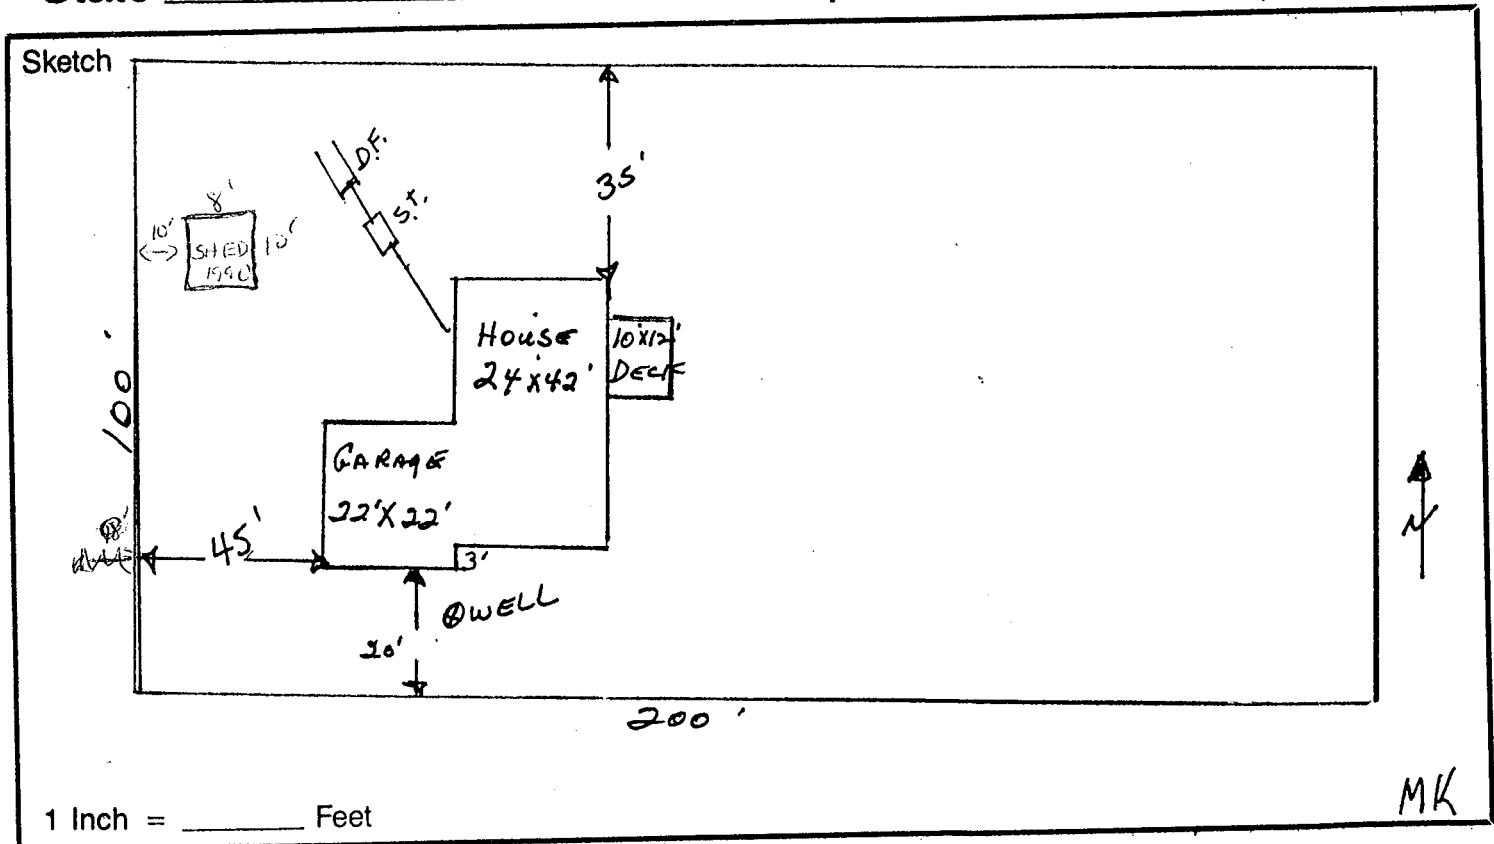 Sketch
35'
D.F.
S.T.
8'
10'
SHED
10'
1990
House
24'x42'
10'x12'
DECK
100'
GARAGE
22'X22'
45'
3'
⊗WELL
20'
N
200'
MK
1 Inch = ________ Feet